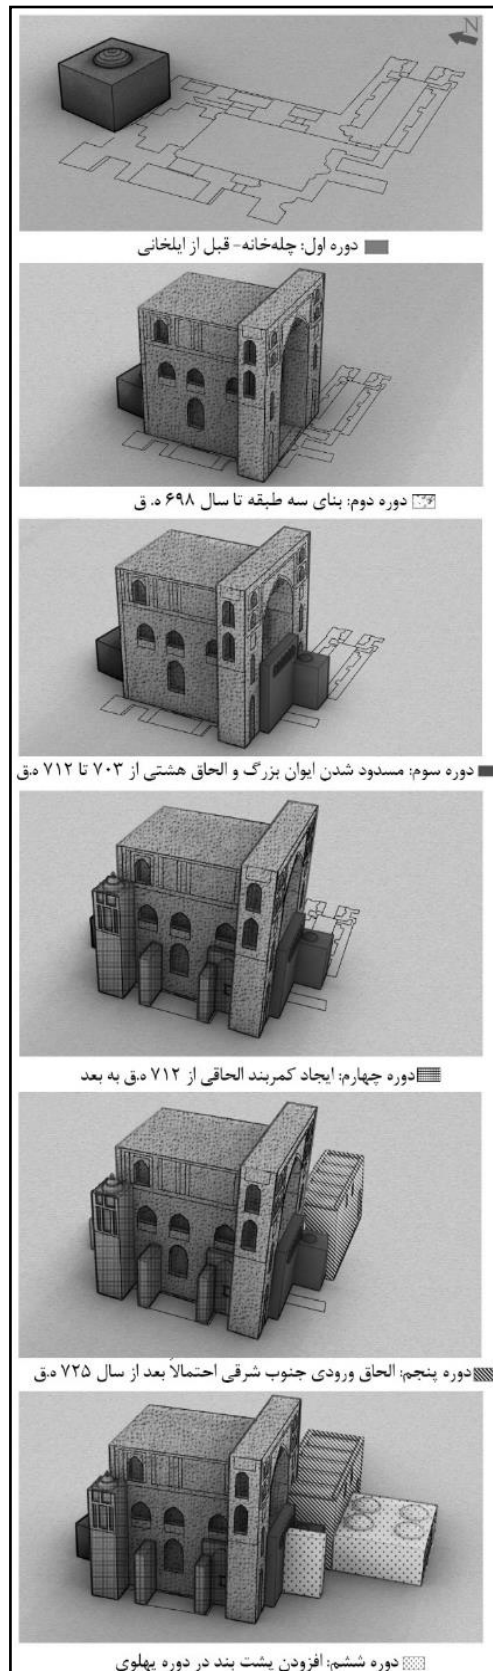 N
دوره اول: چله‌خانه- قبل از ایلخانی
دوره دوم: بنای سه طبقه تا سال ۶۹۸ ه. ق
دوره سوم: مسدود شدن ایوان بزرگ و الحاق هشتی از ۷۰۳ تا ۷۱۲ ه.ق
دوره چهارم: ایجاد کمربند الحاقی از ۷۱۲ ه.ق به بعد
دوره پنجم: الحاق ورودی جنوب شرقی احتمالاً بعد از سال ۷۲۵ ه.ق
دوره ششم: افزودن پشت بند در دوره پهلوی